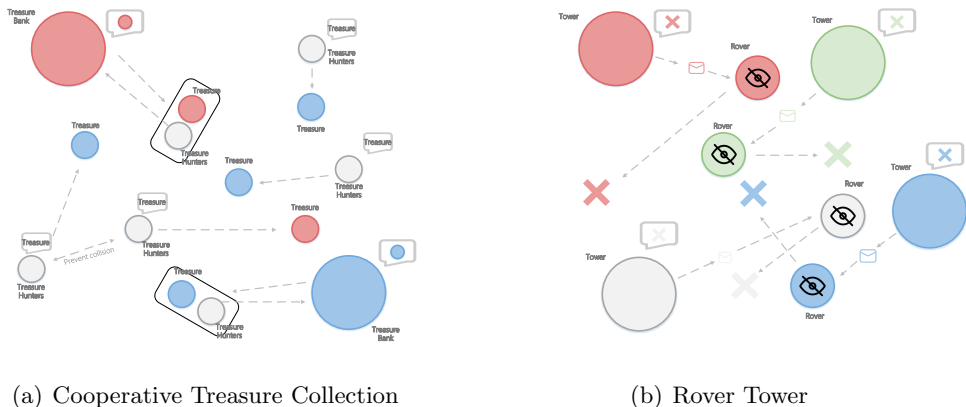 Treasure
Bank
Treasure
Treasure
Hunters
Treasure
Treasure
Treasure
Hunters
Treasure
Treasure
Treasure
Hunters
Treasure
Treasure
Hunters
Treasure
Treasure
Treasure
Hunters
Prevent collision
Treasure
Hunters
Treasure
Treasure
Hunters
Treasure
Bank
(a) Cooperative Treasure Collection
Tower
Rover
Tower
Rover
Tower
Rover
Tower
Rover
(b) Rover Tower